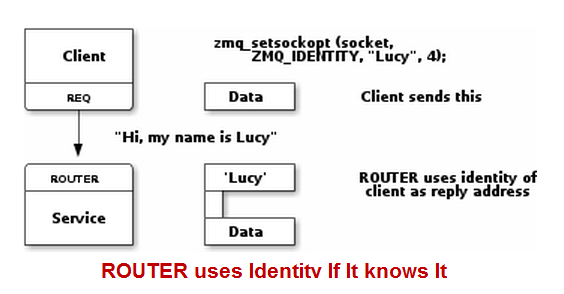 Client
zmq_setsockopt (socket,
ZMQ_IDENTITY, "Lucy", 4);
REQ
Data
Client sends this
"Hi, my name is Lucy"
ROUTER
'Lucy'
ROUTER uses identity of
client as reply address
Service
Data
ROUTER uses Identity If It knows It